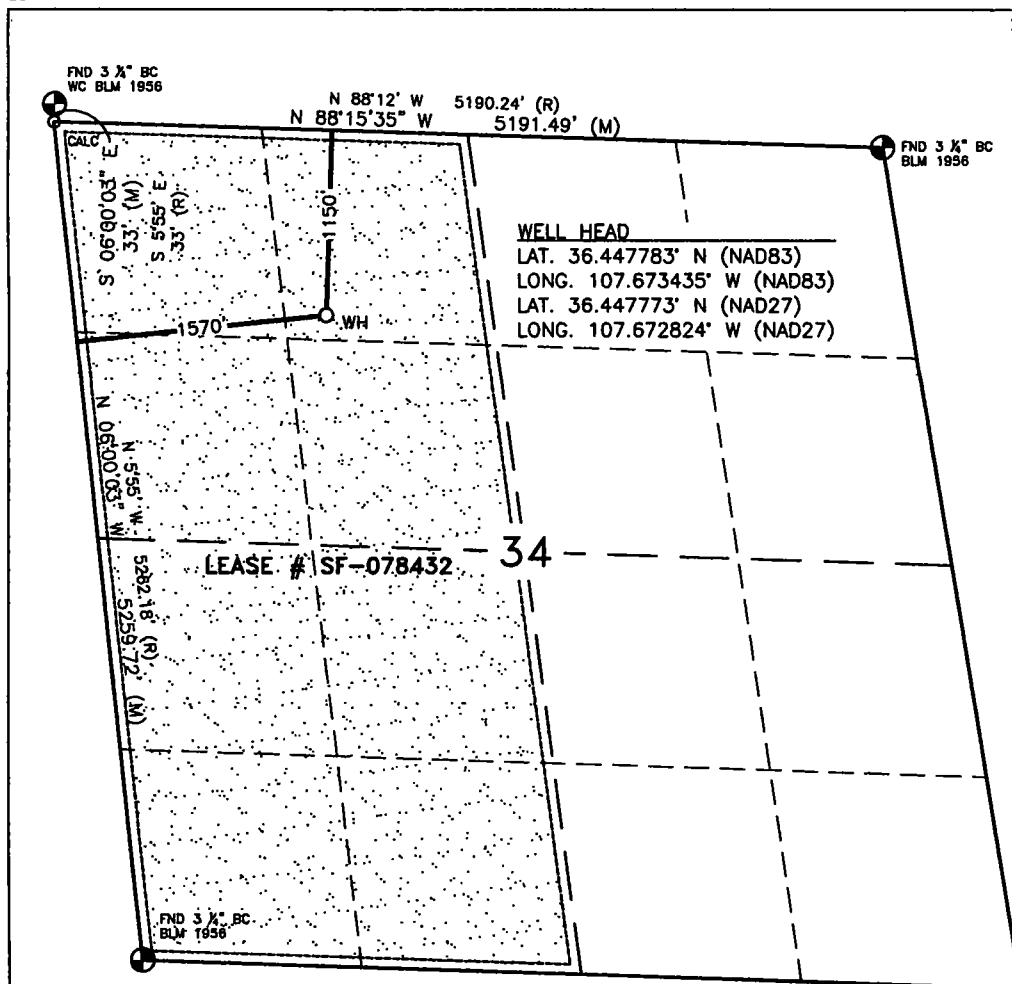 FND 3 ¼" BC
WC BLM 1956
N 88°12' W 5190.24' (R)
N 88°15'35" W 5191.49' (M)
FND 3 ¼" BC
BLM 1956
CALC
S 06°00'03" E
33' (M)
S 5°55' E
33' (R)
1150'
WELL HEAD
LAT. 36.447783° N (NAD83)
LONG. 107.673435° W (NAD83)
LAT. 36.447773° N (NAD27)
LONG. 107.672824° W (NAD27)
1570'
WH
N 5°55' W - 5262.18' (R)
N 06°00'03" W 5259.72' (M)
LEASE # SF-078432
34
FND 3 ¼" BC
BLM 1956